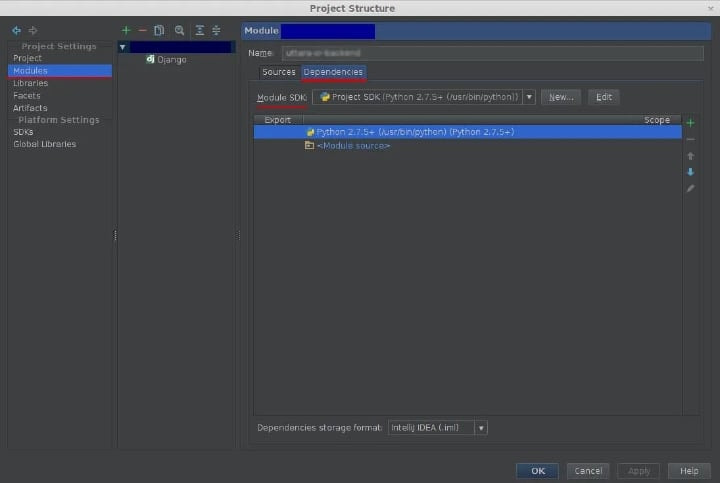 Project Structure
Project Settings
Project
Modules
Libraries
Facets
Artifacts
Platform Settings
SDKs
Global Libraries
Django
Module
Name:
Sources Dependencies
Module SDK: Project SDK (Python 2.7.5+ (/usr/bin/python)) New... Edit
Export Scope
Python 2.7.5+ (/usr/bin/python) (Python 2.7.5+)
<Module source>
Dependencies storage format: IntelliJ IDEA (.iml)
OK Cancel Apply Help